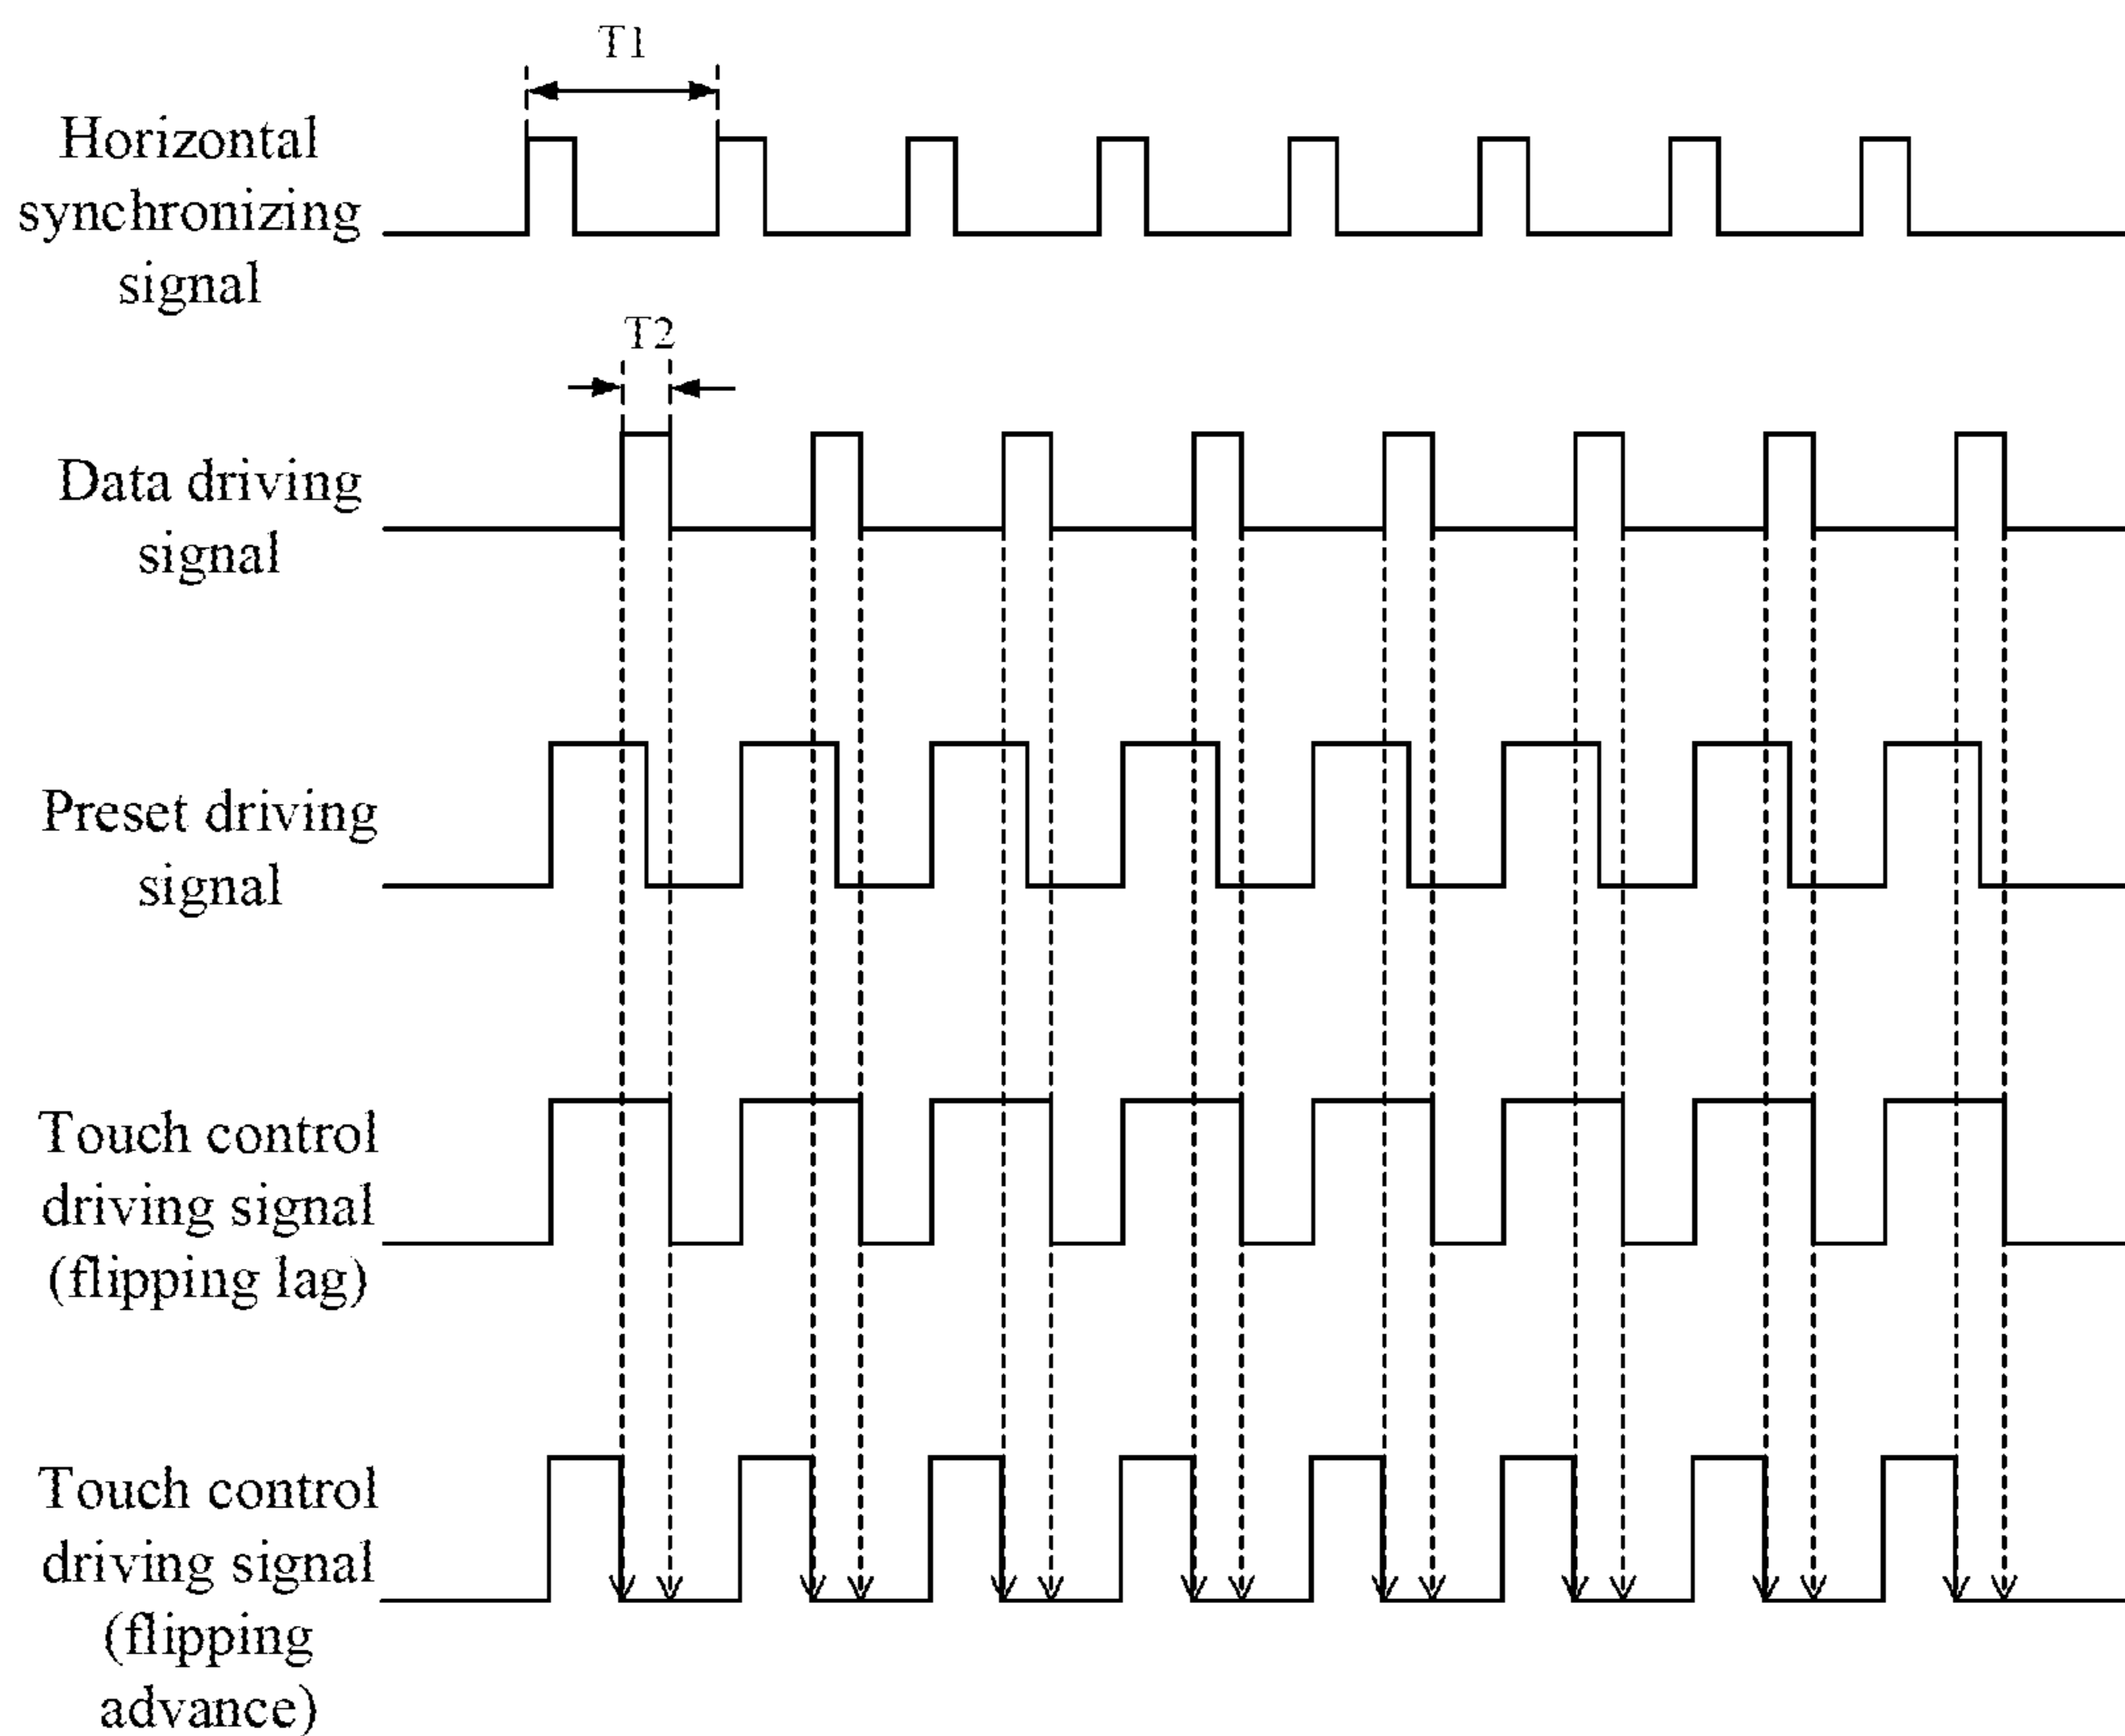 T1
Horizontal
synchronizing
signal
T2
Data driving
signal
Preset driving
signal
Touch control
driving signal
(flipping lag)
Touch control
driving signal
(flipping
advance)